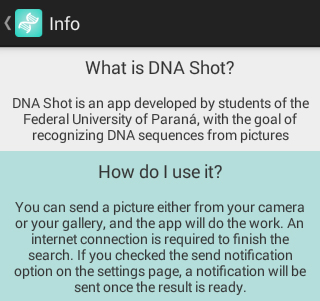 Info
What is DNA Shot?
DNA Shot is an app developed by students of the
Federal University of Paraná, with the goal of
recognizing DNA sequences from pictures
How do I use it?
You can send a picture either from your camera
or your gallery, and the app will do the work. An
internet connection is required to finish the
search. If you checked the send notification
option on the settings page, a notification will be
sent once the result is ready.